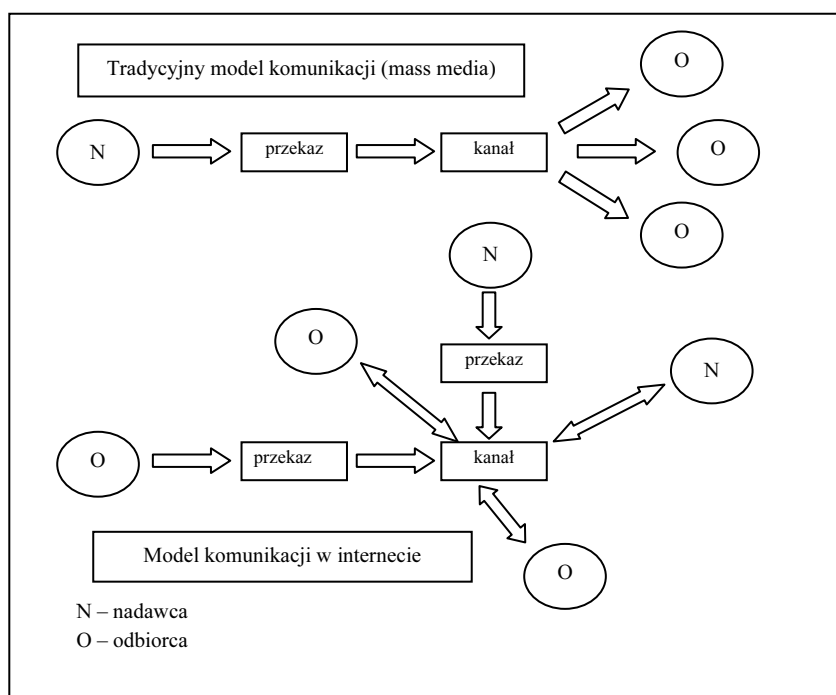 Tradycyjny model komunikacji (mass media)
O
N
przekaz
kanał
O
O
N
O
przekaz
N
O
przekaz
kanał
Model komunikacji w internecie
O
N – nadawca
O – odbiorca